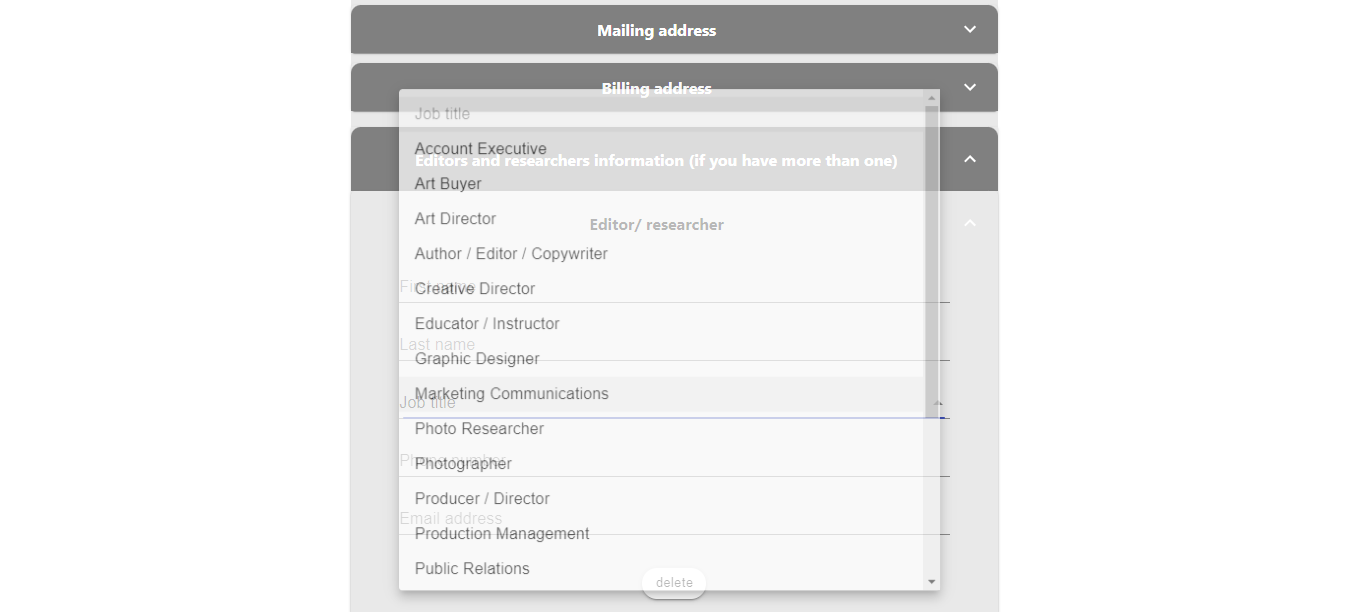 Mailing address
Billing address
Job title
Account Executive
Editors and researchers information (if you have more than one)
Art Buyer
Art Director
Editor/ researcher
Author / Editor / Copywriter
First name
Creative Director
Educator / Instructor
Last name
Graphic Designer
Marketing Communications
Job title
Photo Researcher
Phone number
Photographer
Producer / Director
Email address
Production Management
Public Relations
delete